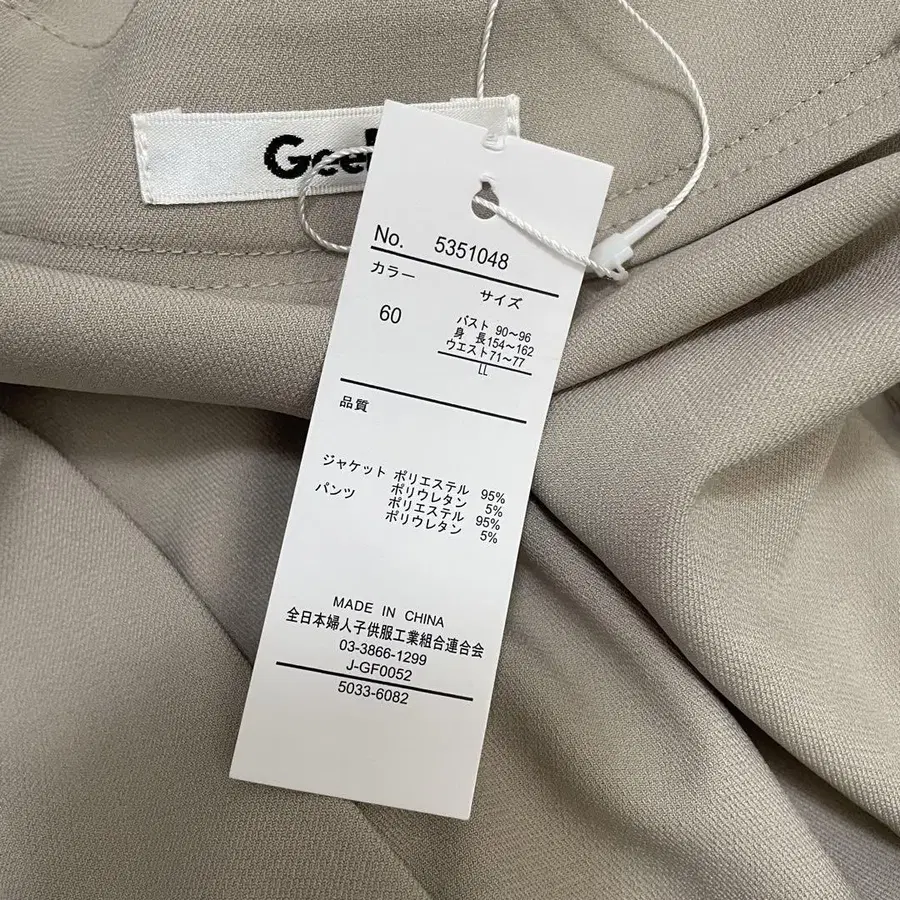 No. 5351048
カラー サイズ
60
バスト 90〜96
身 長154〜162
ウエスト71〜77
LL
品質
ジャケット ポリエステル 95%
ポリウレタン 5%
パンツ ポリエステル 95%
ポリウレタン 5%
MADE IN CHINA
全日本婦人子供服工業組合連合会
03-3866-1299
J-GF0052
5033-6082